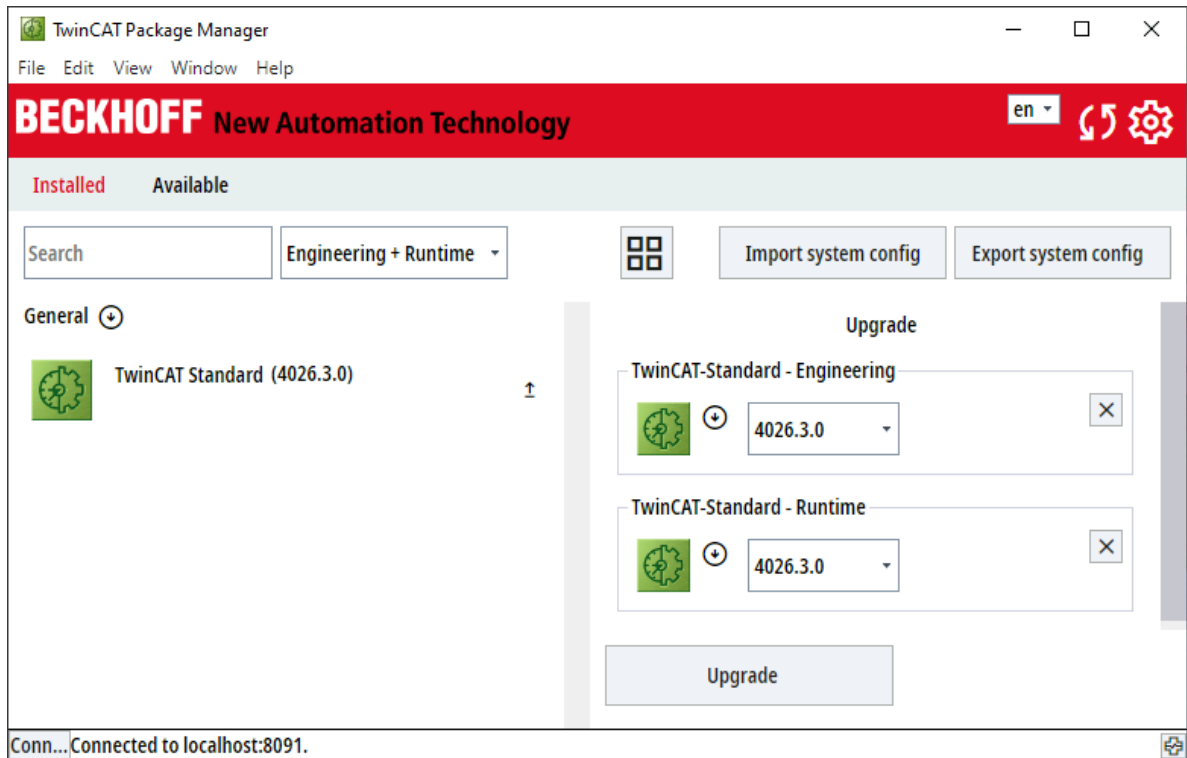 TwinCAT Package Manager
File Edit View Window Help
BECKHOFF New Automation Technology
en
Installed Available
Search
Engineering + Runtime
Import system config
Export system config
General
TwinCAT Standard (4026.3.0)
Upgrade
TwinCAT-Standard - Engineering
4026.3.0
TwinCAT-Standard - Runtime
4026.3.0
Upgrade
Conn... Connected to localhost:8091.